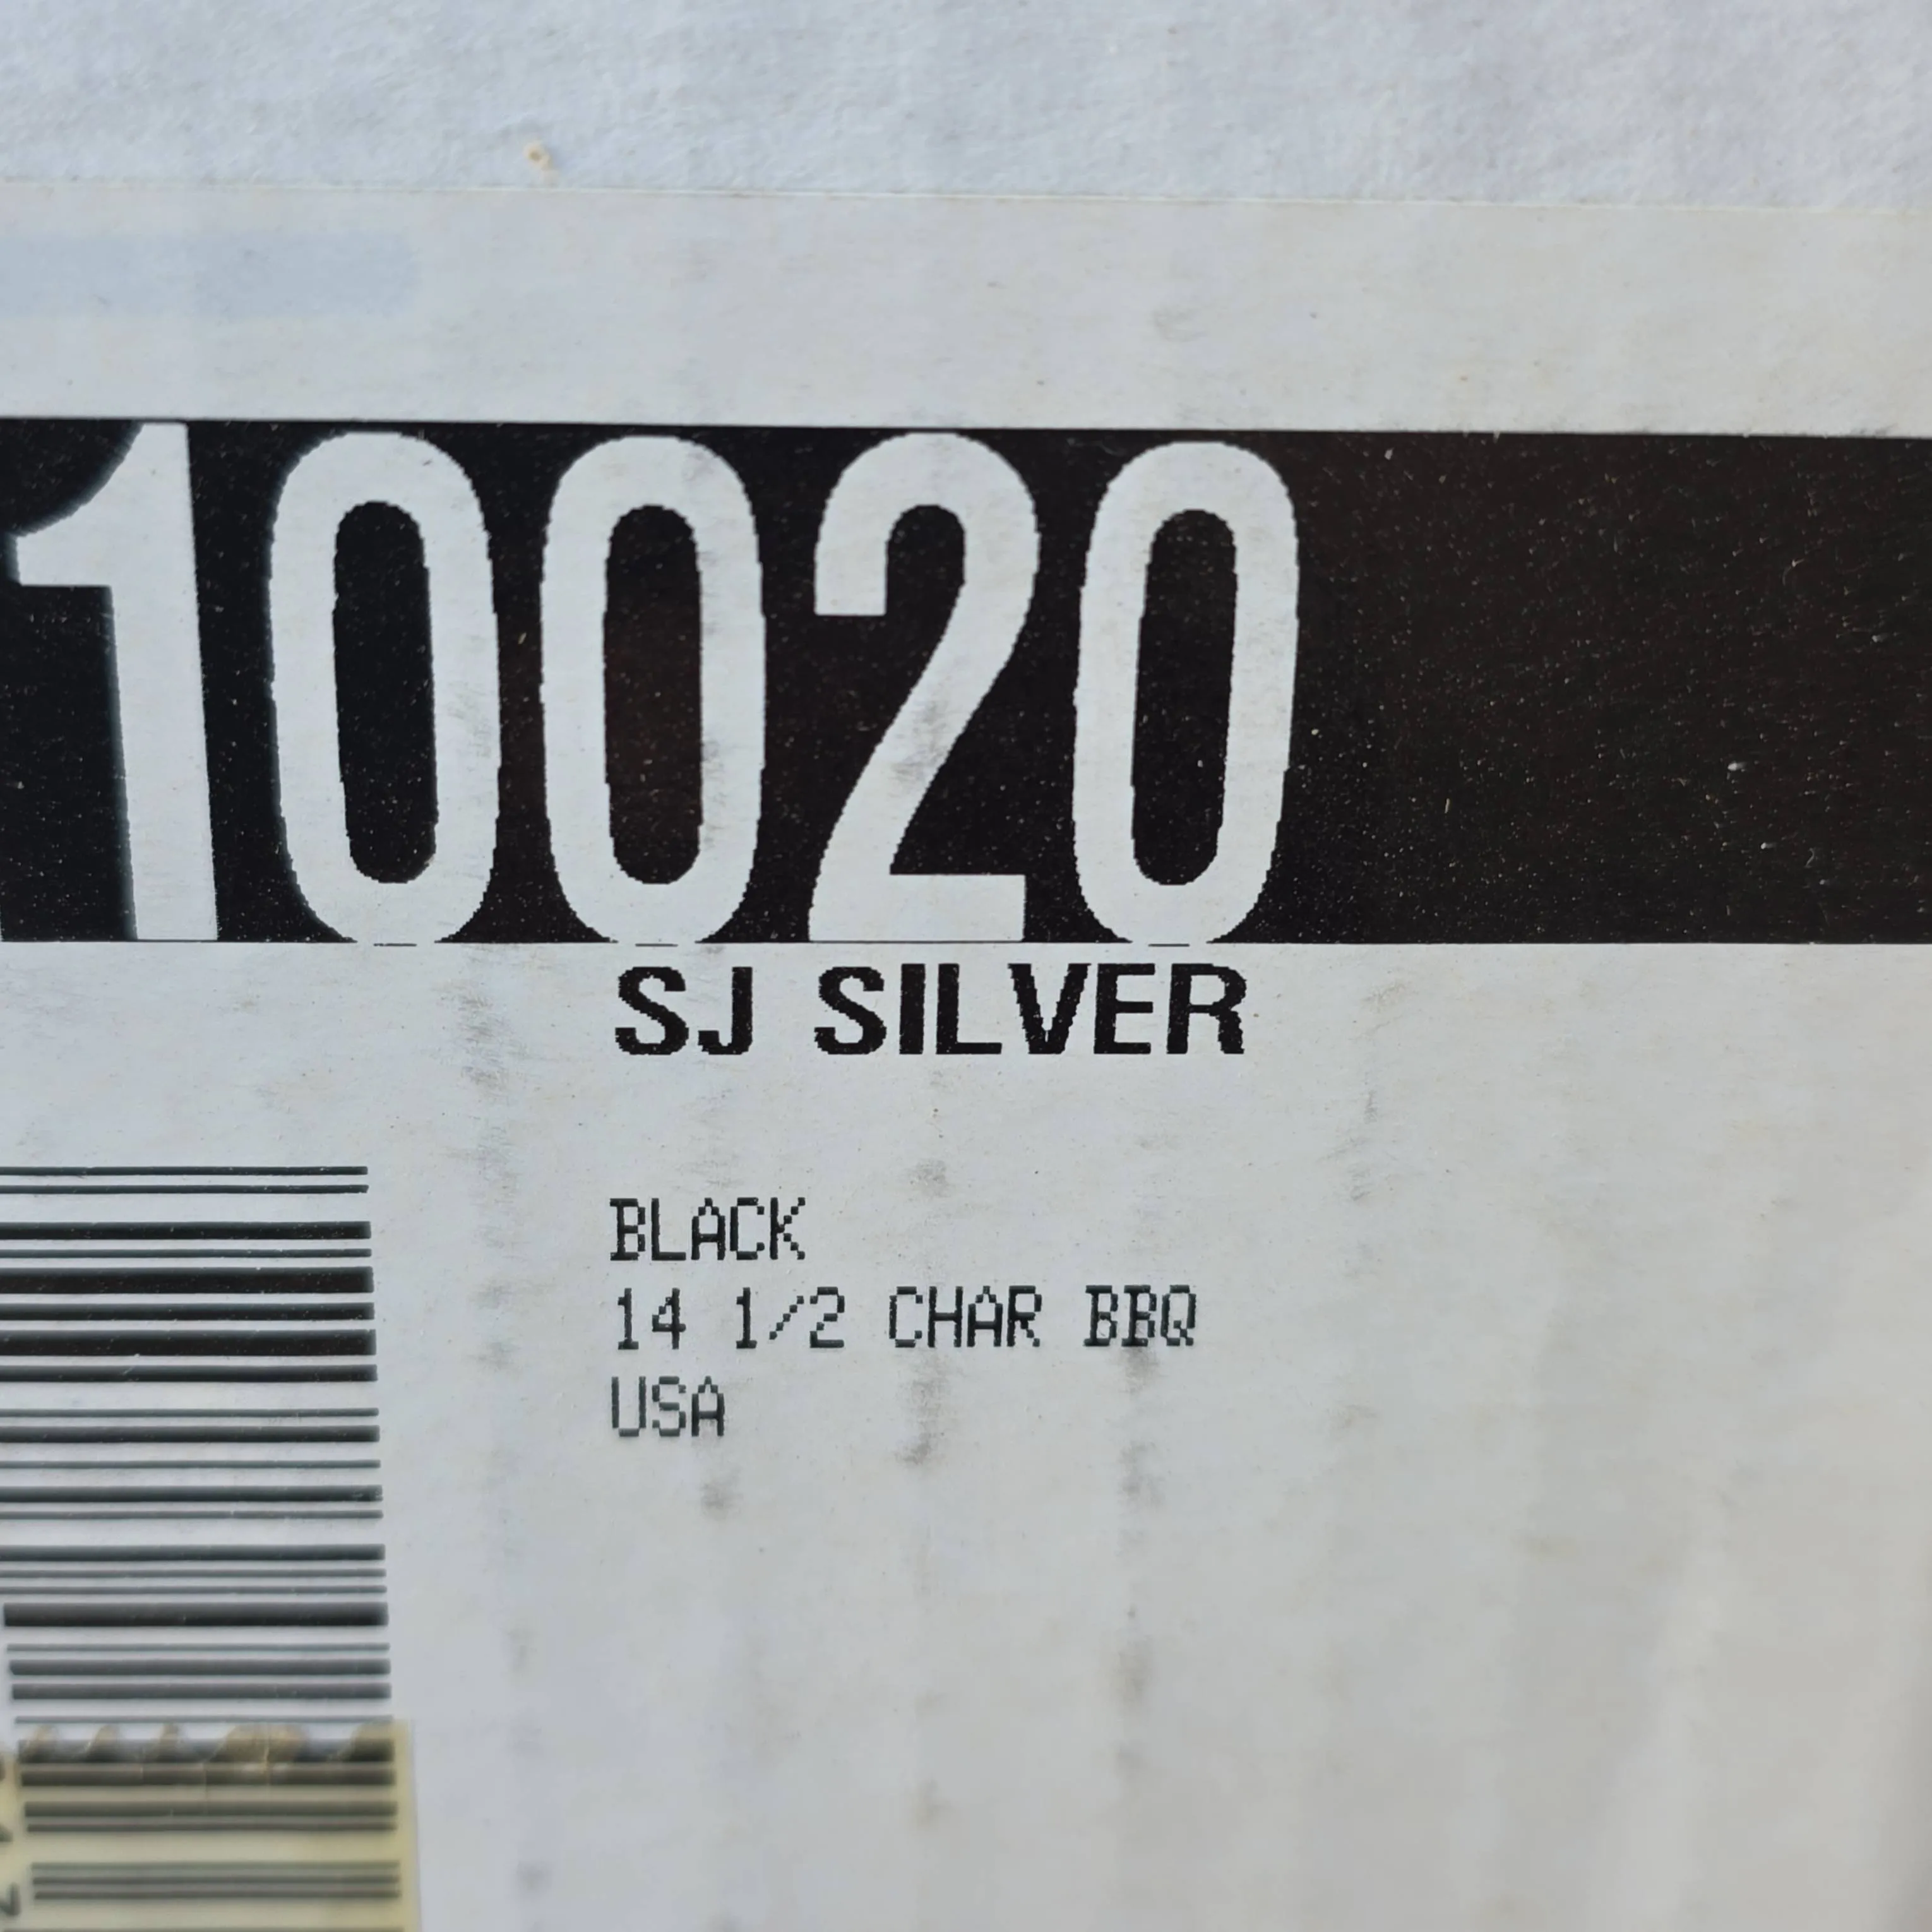 10020
SJ SILVER
BLACK
14 1/2 CHAR BBQ
USA